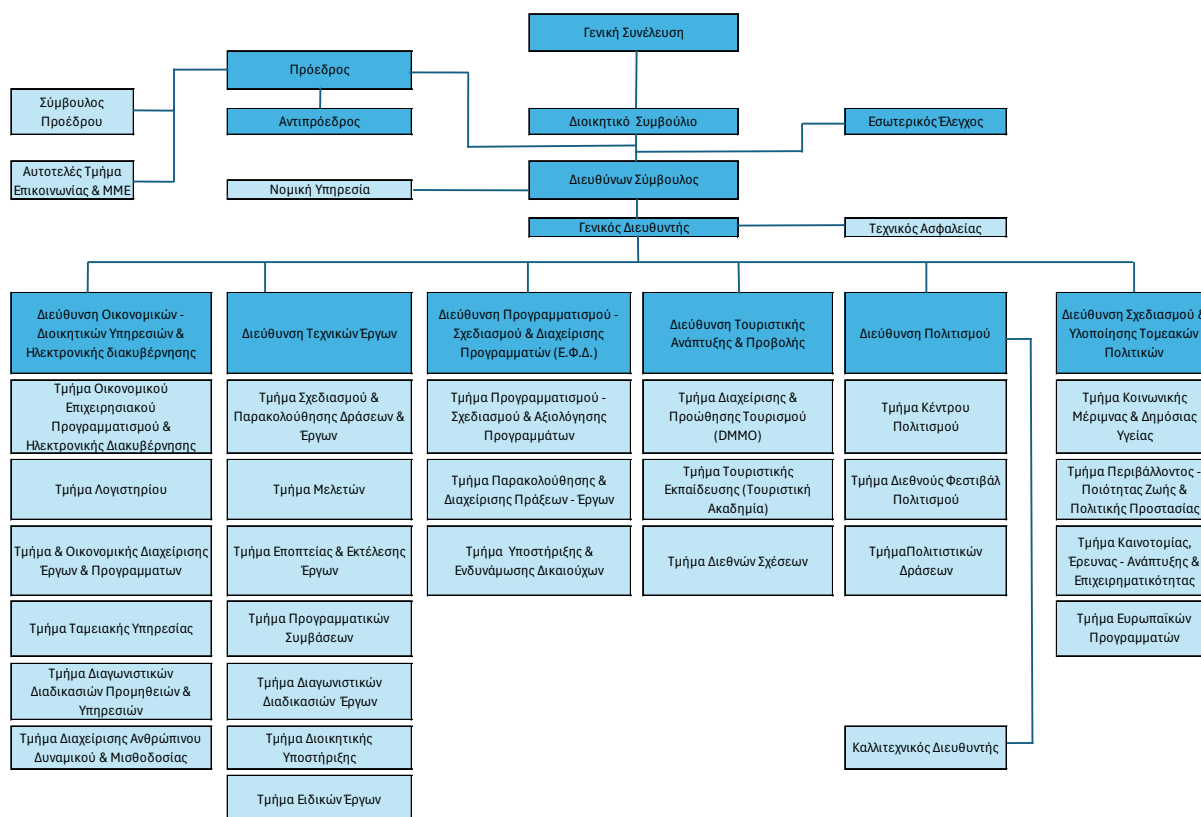 Γενική Συνέλευση
Πρόεδρος
Σύμβουλος
Προέδρου
Αντιπρόεδρος
Διοικητικό Συμβούλιο
Εσωτερικός Έλεγχος
Αυτοτελές Τμήμα
Επικοινωνίας & ΜΜΕ
Νομική Υπηρεσία
Διευθύνων Σύμβουλος
Γενικός Διευθυντής
Τεχνικός Ασφαλείας
Διεύθυνση Οικονομικών -
Διοικητικών Υπηρεσιών &
Ηλεκτρονικής διακυβέρνησης
Διεύθυνση Τεχνικών Έργων
Διεύθυνση Προγραμματισμού -
Σχεδιασμού & Διαχείρισης
Προγραμματών (Ε.Φ.Δ.)
Διεύθυνση Τουριστικής
Ανάπτυξης & Προβολής
Διεύθυνση Πολιτισμού
Διεύθυνση Σχεδιασμού &
Υλοποίησης Τομεακών
Πολιτικών
Τμήμα Οικονομικού
Επιχειρησιακού
Προγραμματισμού &
Ηλεκτρονικής Διακυβέρνησης
Τμήμα Σχεδιασμού &
Παρακολούθησης Δράσεων &
Έργων
Τμήμα Προγραμματισμού -
Σχεδιασμού & Αξιολόγησης
Προγραμμάτων
Τμήμα Διαχείρισης &
Προώθησης Τουρισμού
(DMMO)
Τμήμα Κέντρου
Πολιτισμού
Τμήμα Κοινωνικής
Μέριμνας & Δημόσιας
Υγείας
Τμήμα Λογιστηρίου
Τμήμα Μελετών
Τμήμα Παρακολούθησης &
Διαχείρισης Πράξεων - Έργων
Τμήμα Τουριστικής
Εκπαίδευσης (Τουριστική
Ακαδημία)
Τμήμα Διεθνούς Φεστιβάλ
Πολιτισμού
Τμήμα Περιβάλλοντος -
Ποιότητας Ζωής &
Πολιτικής Προστασίας
Τμήμα & Οικονομικής Διαχείρισης
Έργων & Προγραμματων
Τμήμα Εποπτείας & Εκτέλεσης
Έργων
Τμήμα Υποστήριξης &
Ενδυνάμωσης Δικαιούχων
Τμήμα Διεθνών Σχέσεων
ΤμήμαΠολιτιστικών
Δράσεων
Τμήμα Καινοτομίας,
Έρευνας - Ανάπτυξης &
Επιχειρηματικότητας
Τμήμα Ταμειακής Υπηρεσίας
Τμήμα Προγραμματικών
Συμβάσεων
Τμήμα Ευρωπαϊκών
Προγραμματών
Τμήμα Διαγωνιστικών
Διαδικασιών Προμηθειών &
Υπηρεσιών
Τμήμα Διαγωνιστικών
Διαδικασιών Έργων
Τμήμα Διαχείρισης Ανθρώπινου
Δυναμικού & Μισθοδοσίας
Τμήμα Διοικητικής
Υποστήριξης
Καλλιτεχνικός Διευθυντής
Τμήμα Ειδικών Έργων